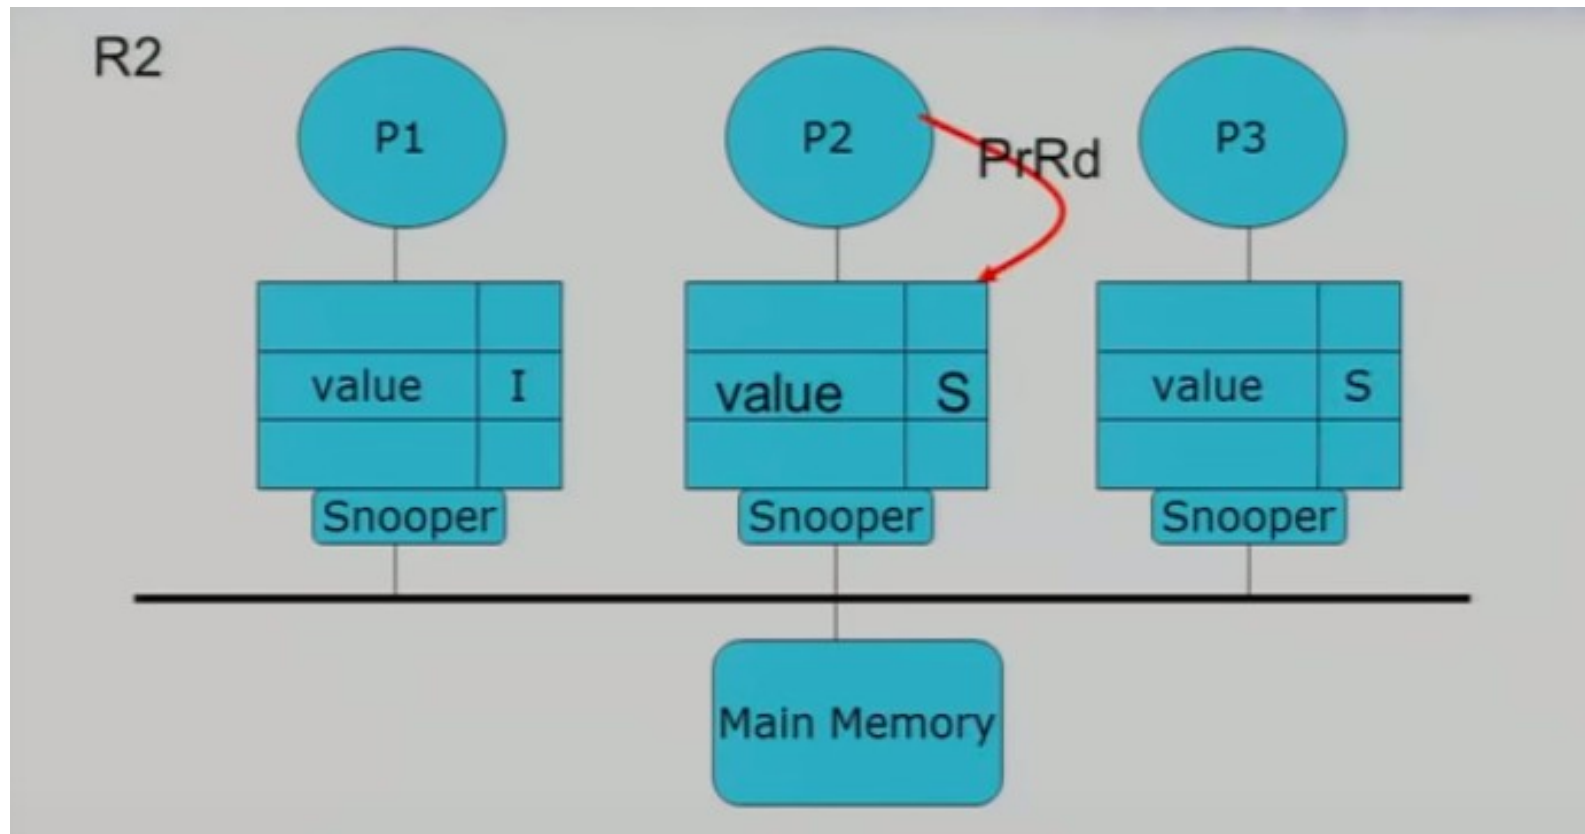 R2
P1
P2
PrRd
P3
value I
value S
value S
Snooper
Snooper
Snooper
Main Memory